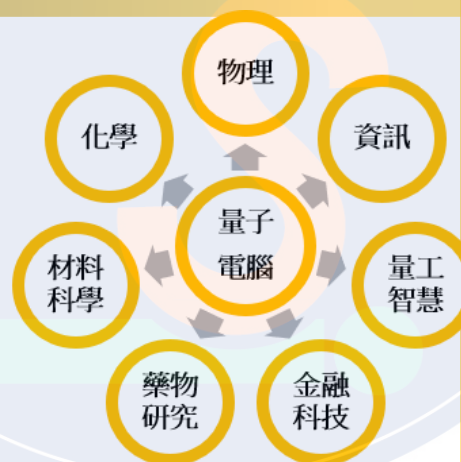 物理
資訊
量工
智慧
金融
科技
藥物
研究
材料
科學
化學
量子
電腦